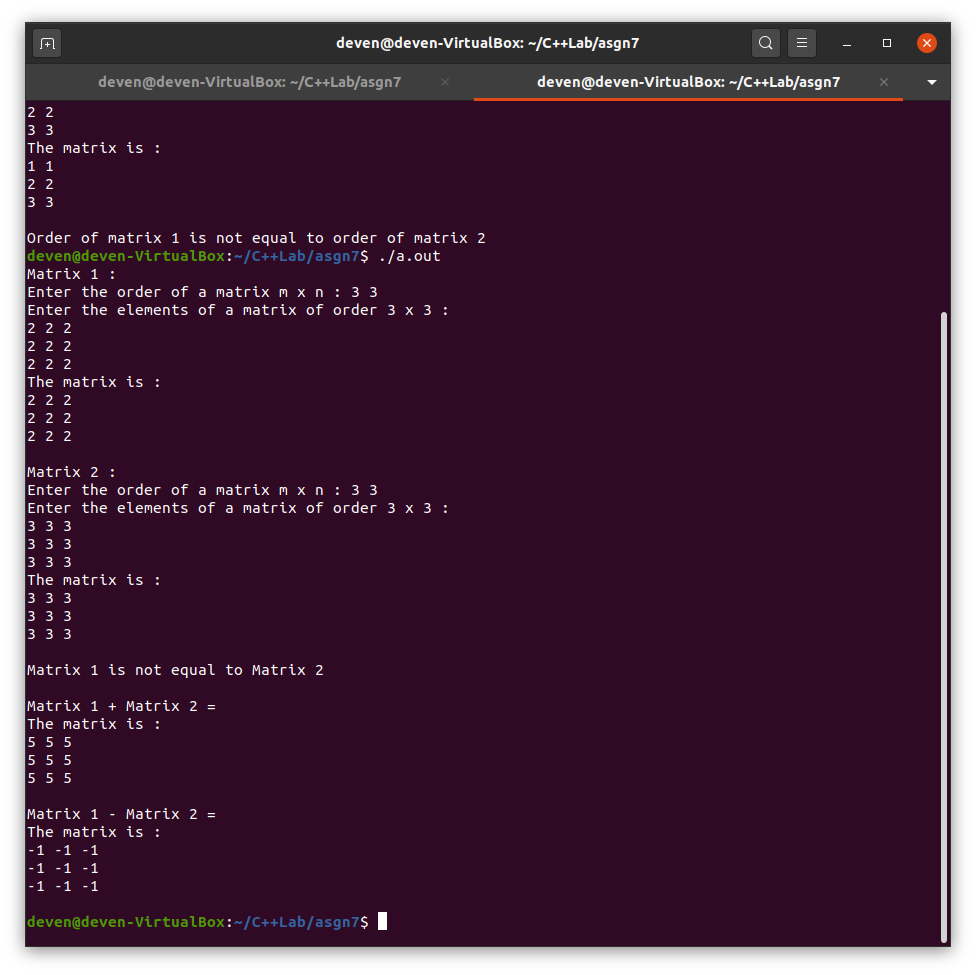 deven@deven-VirtualBox: ~/C++Lab/asgn7
deven@deven-VirtualBox: ~/C++Lab/asgn7
deven@deven-VirtualBox: ~/C++Lab/asgn7
2 2
3 3
The matrix is :
1 1
2 2
3 3
Order of matrix 1 is not equal to order of matrix 2
deven@deven-VirtualBox:~/C++Lab/asgn7$ ./a.out
Matrix 1 :
Enter the order of a matrix m x n : 3 3
Enter the elements of a matrix of order 3 x 3 :
2 2 2
2 2 2
2 2 2
The matrix is :
2 2 2
2 2 2
2 2 2
Matrix 2 :
Enter the order of a matrix m x n : 3 3
Enter the elements of a matrix of order 3 x 3 :
3 3 3
3 3 3
3 3 3
The matrix is :
3 3 3
3 3 3
3 3 3
Matrix 1 is not equal to Matrix 2
Matrix 1 + Matrix 2 =
The matrix is :
5 5 5
5 5 5
5 5 5
Matrix 1 - Matrix 2 =
The matrix is :
-1 -1 -1
-1 -1 -1
-1 -1 -1
deven@deven-VirtualBox:~/C++Lab/asgn7$